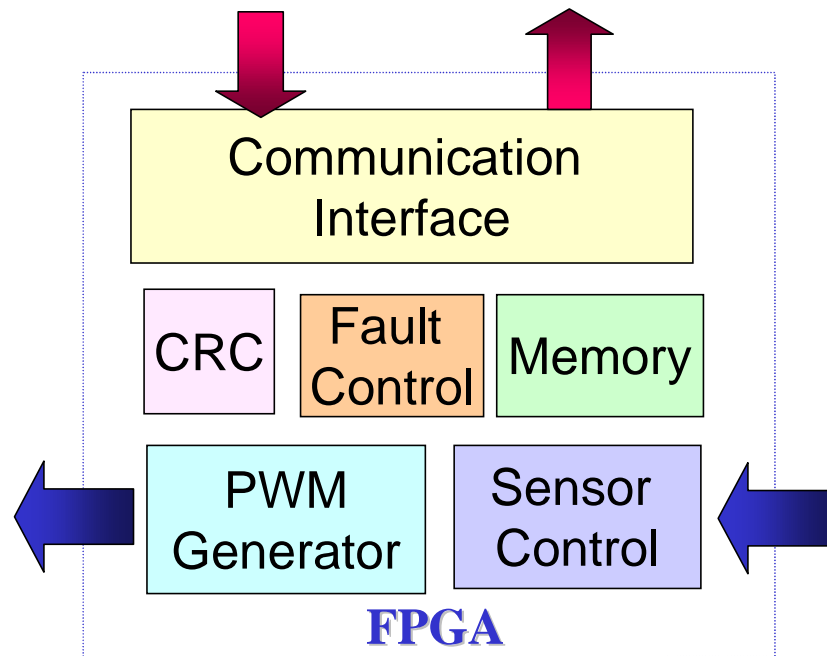 Communication
Interface
CRC
Fault
Control
Memory
PWM
Generator
Sensor
Control
FPGA